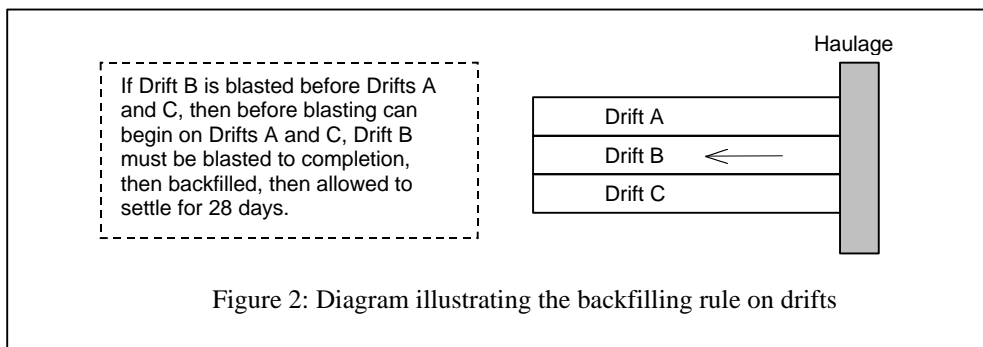 Haulage
If Drift B is blasted before Drifts A
and C, then before blasting can
begin on Drifts A and C, Drift B
must be blasted to completion,
then backfilled, then allowed to
settle for 28 days.
Drift A
Drift B
Drift C
Figure 2: Diagram illustrating the backfilling rule on drifts